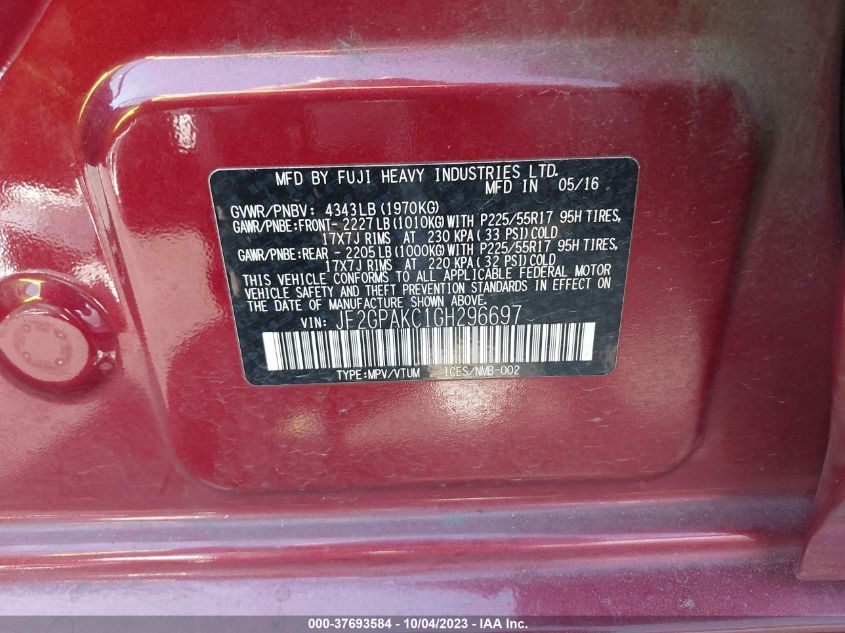 MFD BY FUJI HEAVY INDUSTRIES LTD.
MFD IN 05/16
GVWR/PNBV: 4343LB(1970KG)
GAWR/PNBE:FRONT- 2227LB(1010KG)WITH P225/55R17 95H TIRES,
17X7J RIMS AT 230 KPA(33 PSI)COLD
GAWR/PNBE:REAR - 2205LB(1000KG)WITH P225/55R17 95H TIRES,
17X7J RIMS AT 220 KPA(32 PSI)COLD
THIS VEHICLE CONFORMS TO ALL APPLICABLE FEDERAL MOTOR
VEHICLE SAFETY AND THEFT PREVENTION STANDARDS IN EFFECT ON
THE DATE OF MANUFACTURE SHOWN ABOVE.
VIN: JF2GPAKC1GH296697
TYPE:MPV/VTUM ICES/NMB-002
000-37693584 - 10/04/2023 - IAA Inc.